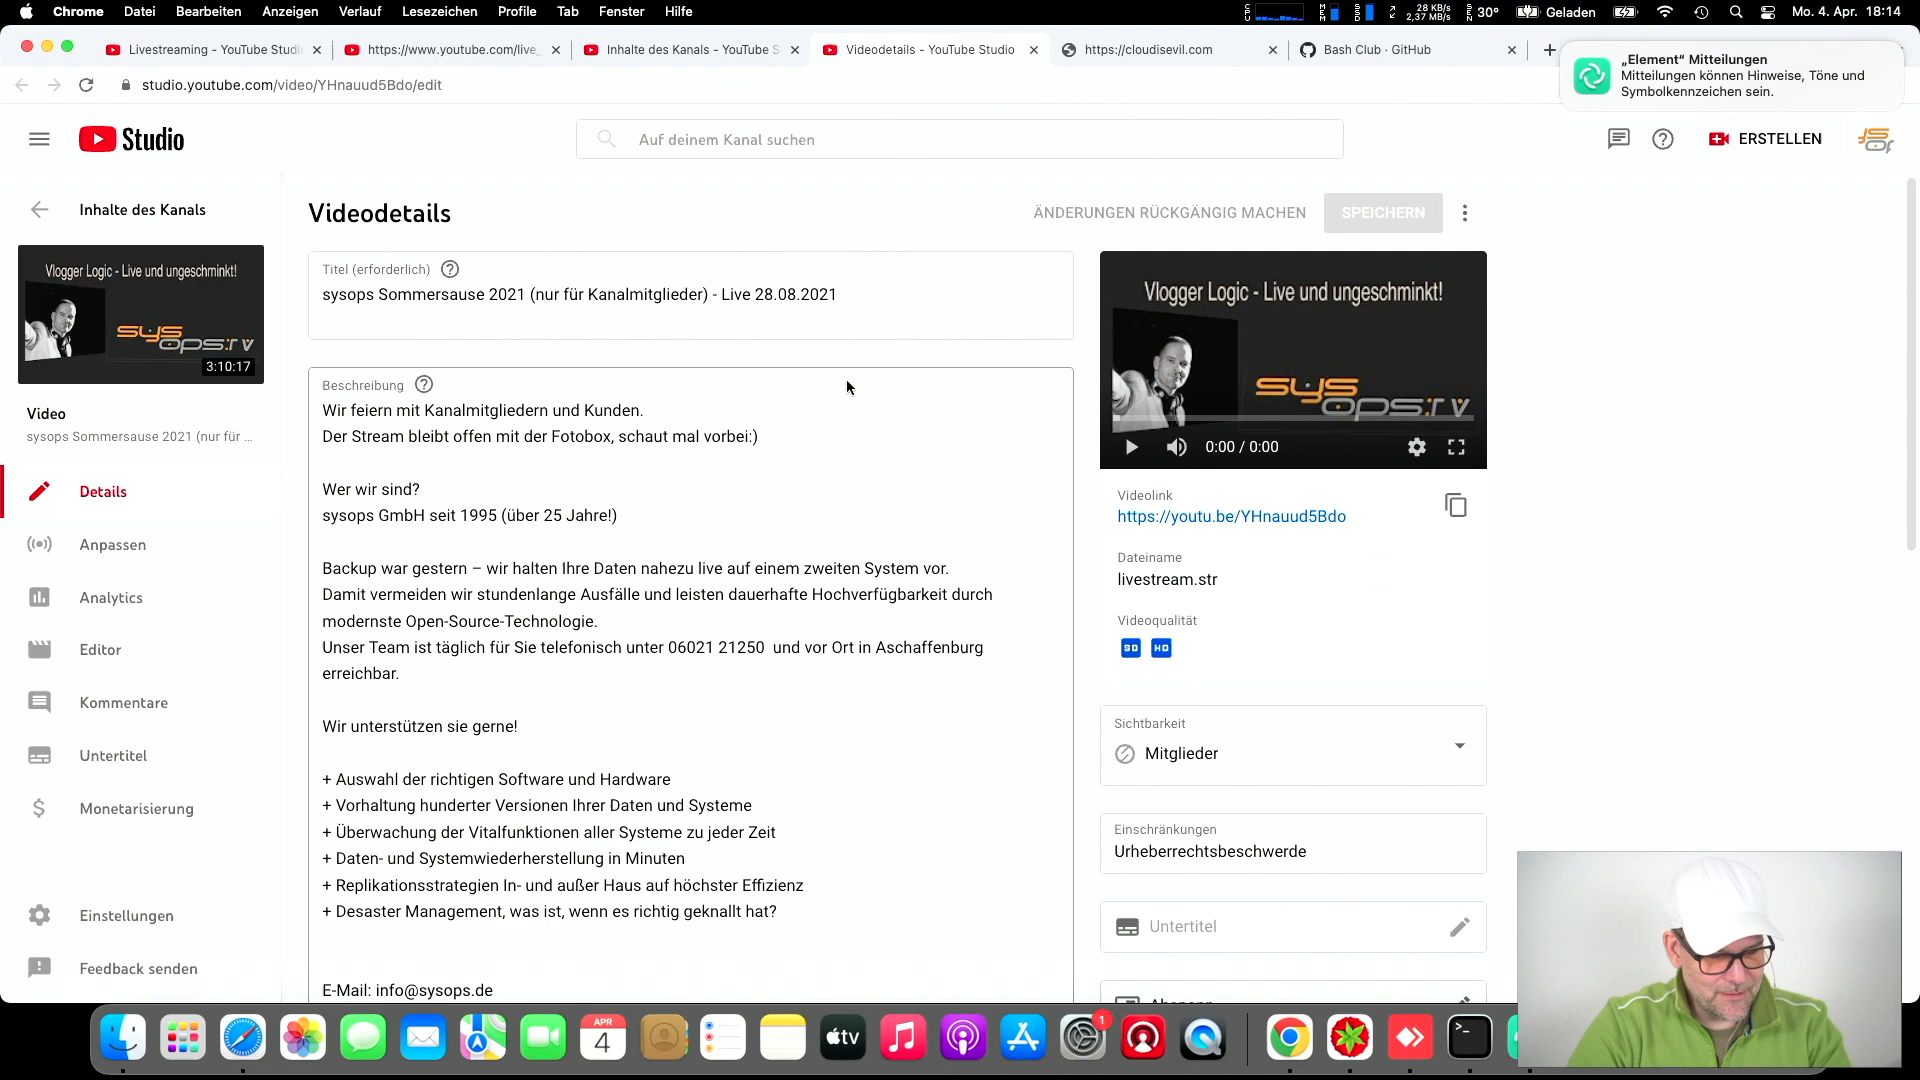 Chrome Datei Bearbeiten Anzeigen Verlauf Lesezeichen Profile Tab Fenster Hilfe
28 KB/s
2,37 MB/s
30° Geladen Mo. 4. Apr. 18:14
Livestreaming - YouTube Studi
https://www.youtube.com/live_
Inhalte des Kanals - YouTube S
Videodetails - YouTube Studio
https://cloudisevil.com
Bash Club · GitHub
„Element“ Mitteilungen
Mitteilungen können Hinweise, Töne und
Symbolkennzeichen sein.
studio.youtube.com/video/YHnauud5Bdo/edit
Studio
Auf deinem Kanal suchen
ERSTELLEN
Inhalte des Kanals
Vlogger Logic - Live und ungeschminkt!
sysops:TV
3:10:17
Video
sysops Sommersause 2021 (nur für ...
Details
Anpassen
Analytics
Editor
Kommentare
Untertitel
Monetarisierung
Einstellungen
Feedback senden
Videodetails
ÄNDERUNGEN RÜCKGÄNGIG MACHEN
SPEICHERN
Titel (erforderlich)
sysops Sommersause 2021 (nur für Kanalmitglieder) - Live 28.08.2021
Beschreibung
Wir feiern mit Kanalmitgliedern und Kunden.
Der Stream bleibt offen mit der Fotobox, schaut mal vorbei:)
Wer wir sind?
sysops GmbH seit 1995 (über 25 Jahre!)
Backup war gestern – wir halten Ihre Daten nahezu live auf einem zweiten System vor.
Damit vermeiden wir stundenlange Ausfälle und leisten dauerhafte Hochverfügbarkeit durch
modernste Open-Source-Technologie.
Unser Team ist täglich für Sie telefonisch unter 06021 21250  und vor Ort in Aschaffenburg
erreichbar.
Wir unterstützen sie gerne!
+ Auswahl der richtigen Software und Hardware
+ Vorhaltung hunderter Versionen Ihrer Daten und Systeme
+ Überwachung der Vitalfunktionen aller Systeme zu jeder Zeit
+ Daten- und Systemwiederherstellung in Minuten
+ Replikationsstrategien In- und außer Haus auf höchster Effizienz
+ Desaster Management, was ist, wenn es richtig geknallt hat?
E-Mail: info@sysops.de
Vlogger Logic - Live und ungeschminkt!
sysops:TV
0:00 / 0:00
Videolink
https://youtu.be/YHnauud5Bdo
Dateiname
livestream.str
Videoqualität
SD HD
Sichtbarkeit
Mitglieder
Einschränkungen
Urheberrechtsbeschwerde
Untertitel
APR
4
tv
1